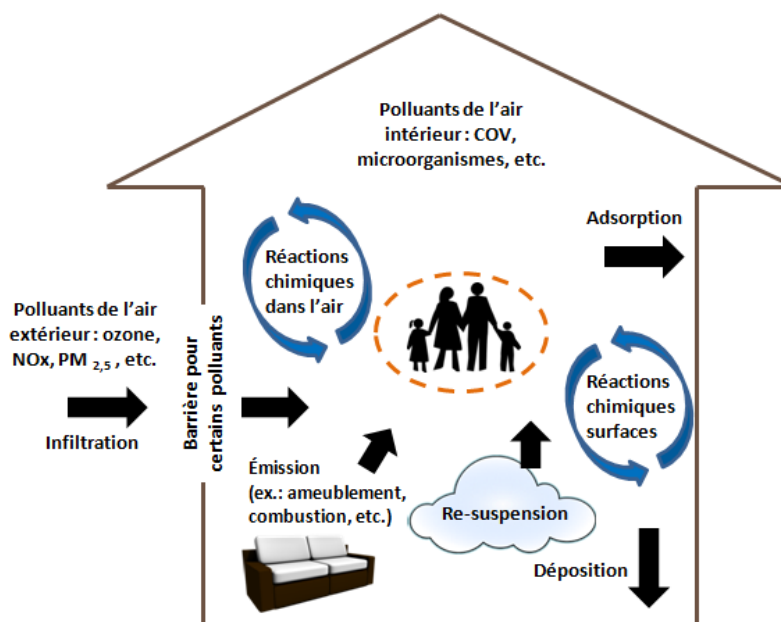 Polluants de l'air
intérieur : COV,
microorganismes, etc.
Adsorption
Réactions
chimiques
dans l'air
Polluants de l'air
extérieur : ozone,
NOx, PM 2,5 , etc.
Infiltration
Barrière pour
certains polluants
Réactions
chimiques
surfaces
Émission
(ex.: ameublement,
combustion, etc.)
Re-suspension
Déposition